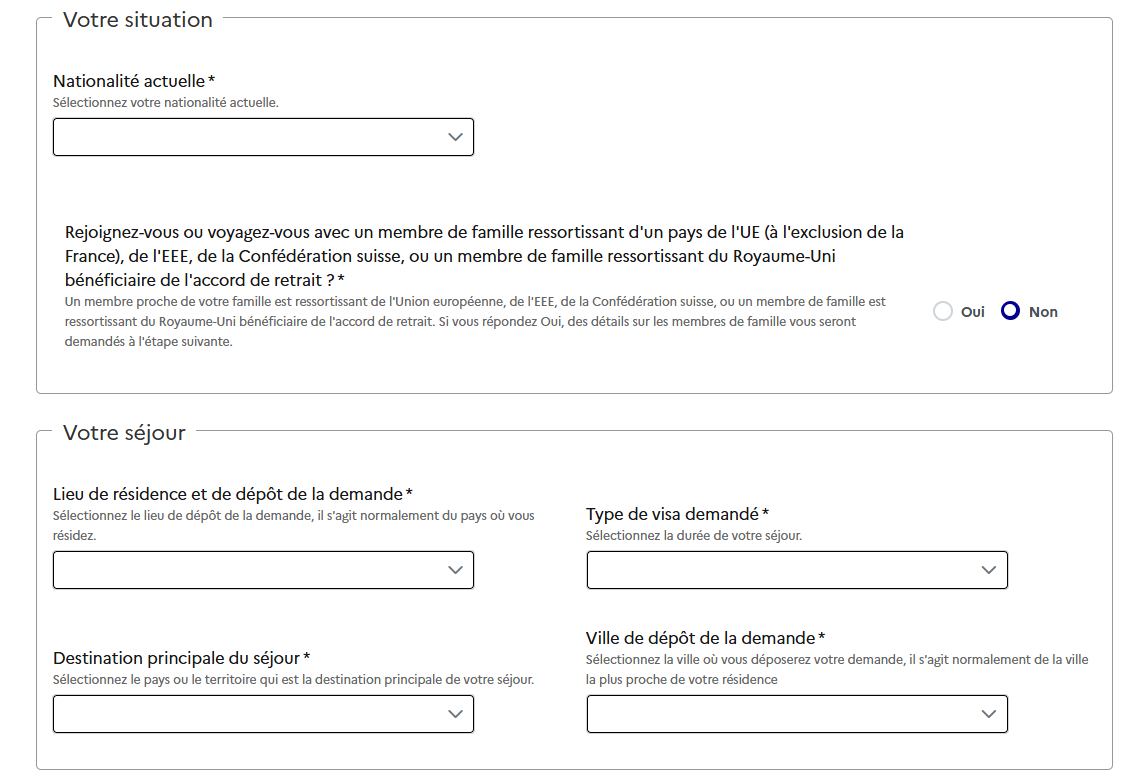 Votre situation
Nationalité actuelle *
Sélectionnez votre nationalité actuelle.
Rejoignez-vous ou voyagez-vous avec un membre de famille ressortissant d'un pays de l'UE (à l'exclusion de la
France), de l'EEE, de la Confédération suisse, ou un membre de famille ressortissant du Royaume-Uni
bénéficiaire de l'accord de retrait ? *
Un membre proche de votre famille est ressortissant de l'Union européenne, de l'EEE, de la Confédération suisse, ou un membre de famille est
ressortissant du Royaume-Uni bénéficiaire de l'accord de retrait. Si vous répondez Oui, des détails sur les membres de famille vous seront
demandés à l'étape suivante.
Oui Non
Votre séjour
Lieu de résidence et de dépôt de la demande *
Sélectionnez le lieu de dépôt de la demande, il s'agit normalement du pays où vous
résidez.
Type de visa demandé *
Sélectionnez la durée de votre séjour.
Destination principale du séjour *
Sélectionnez le pays ou le territoire qui est la destination principale de votre séjour.
Ville de dépôt de la demande *
Sélectionnez la ville où vous déposerez votre demande, il s'agit normalement de la ville
la plus proche de votre résidence